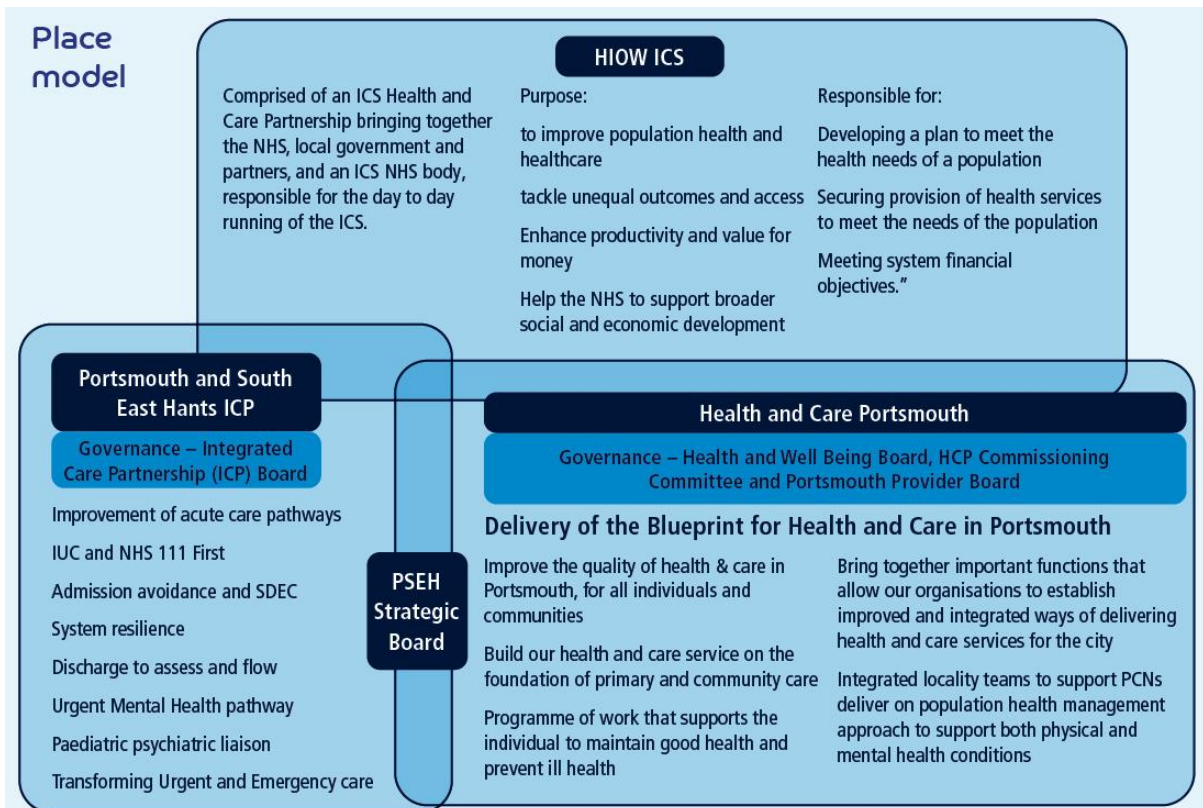 Place
model
HIOW ICS
Comprised of an ICS Health and
Care Partnership bringing together
the NHS, local government and
partners, and an ICS NHS body,
responsible for the day to day
running of the ICS.
Purpose:
to improve population health and
healthcare
tackle unequal outcomes and access
Enhance productivity and value for
money
Help the NHS to support broader
social and economic development
Responsible for:
Developing a plan to meet the
health needs of a population
Securing provision of health services
to meet the needs of the population
Meeting system financial
objectives.”
Portsmouth and South
East Hants ICP
Governance – Integrated
Care Partnership (ICP) Board
Improvement of acute care pathways
IUC and NHS 111 First
Admission avoidance and SDEC
System resilience
Discharge to assess and flow
Urgent Mental Health pathway
Paediatric psychiatric liaison
Transforming Urgent and Emergency care
PSEH
Strategic
Board
Health and Care Portsmouth
Governance – Health and Well Being Board, HCP Commissioning
Committee and Portsmouth Provider Board
Delivery of the Blueprint for Health and Care in Portsmouth
Improve the quality of health & care in
Portsmouth, for all individuals and
communities
Build our health and care service on the
foundation of primary and community care
Programme of work that supports the
individual to maintain good health and
prevent ill health
Bring together important functions that
allow our organisations to establish
improved and integrated ways of delivering
health and care services for the city
Integrated locality teams to support PCNs
deliver on population health management
approach to support both physical and
mental health conditions